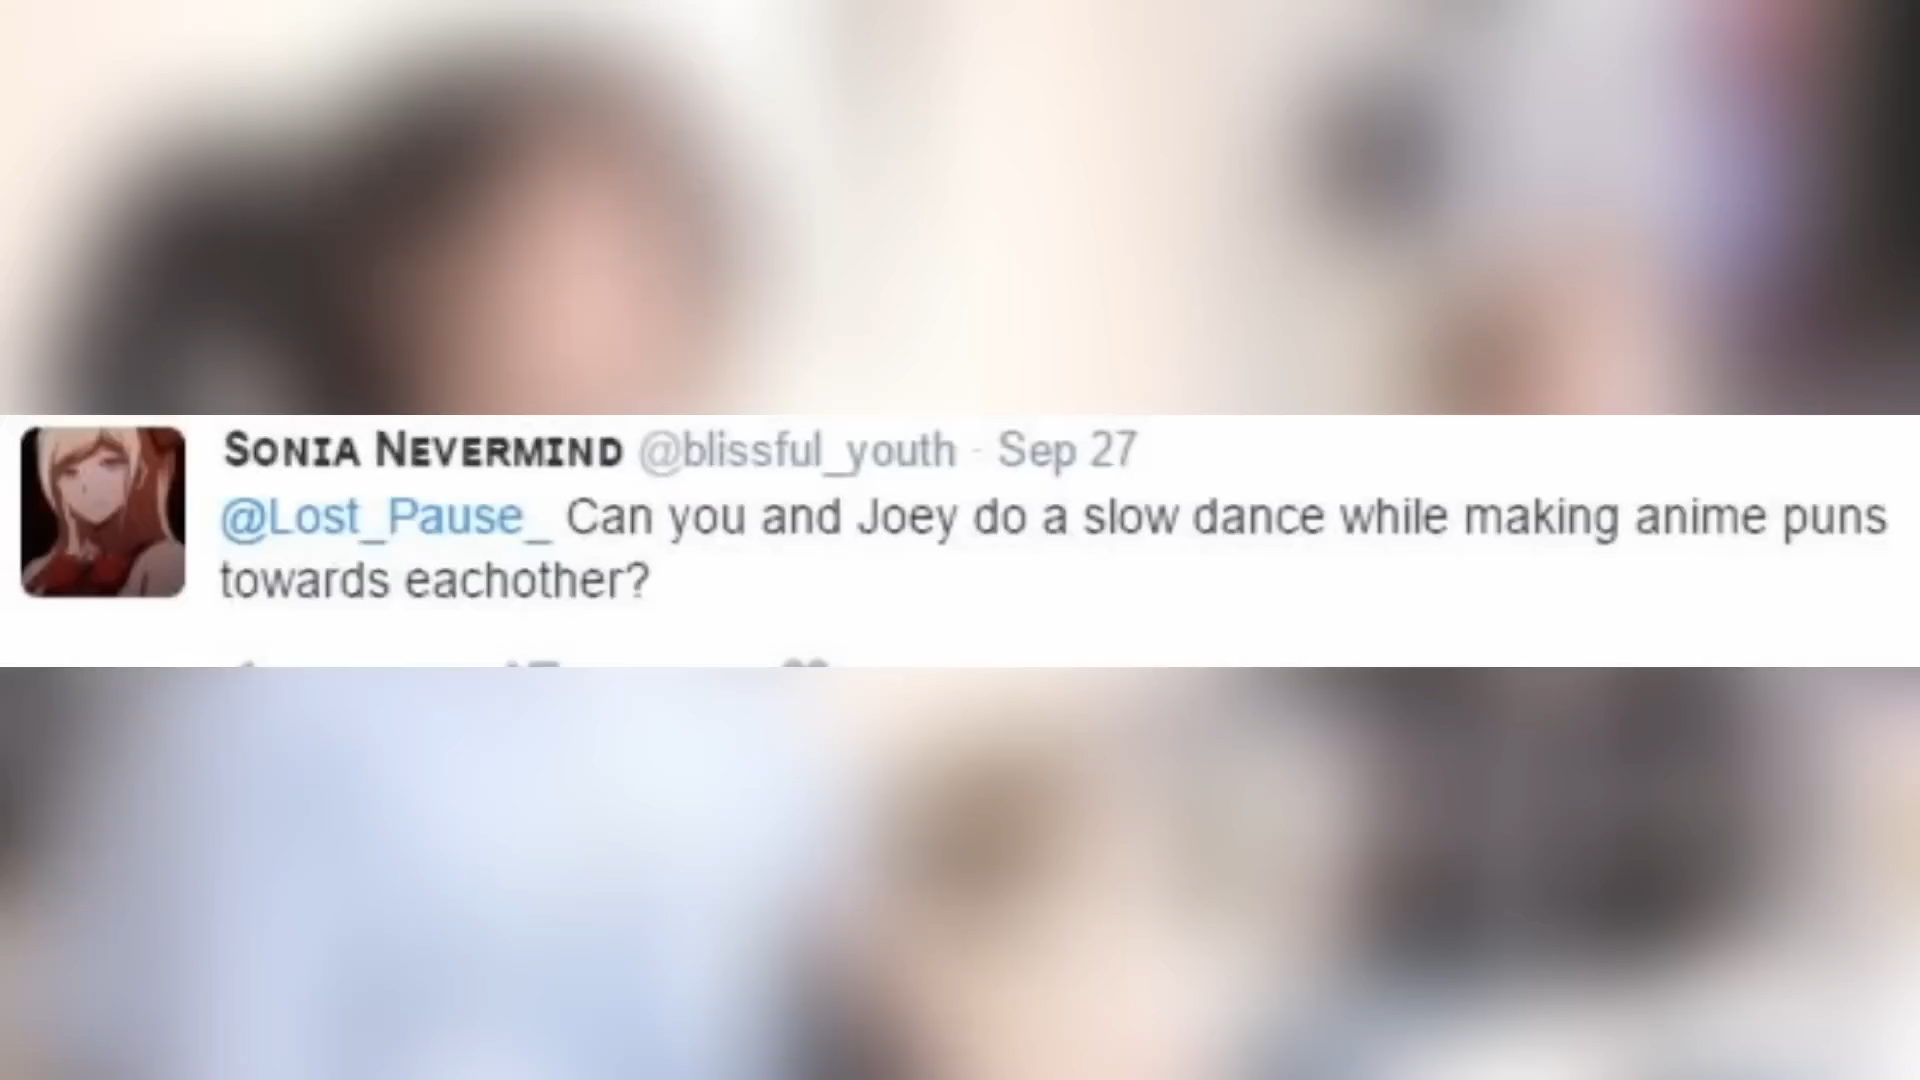 Sonia Nevermind @blissful_youth · Sep 27
@Lost_Pause_ Can you and Joey do a slow dance while making anime puns
towards eachother?